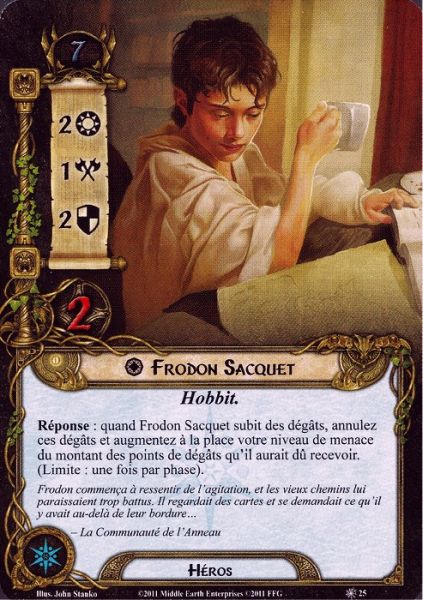 7
2
1
2
2
Frodon Sacquet
Hobbit.
Réponse : quand Frodon Sacquet subit des dégâts, annulez
ces dégâts et augmentez à la place votre niveau de menace
du montant des points de dégâts qu'il aurait dû recevoir.
(Limite : une fois par phase).
Frodon commença à ressentir de l'agitation, et les vieux chemins lui
paraissaient trop battus. Il regardait des cartes et se demandait ce qu'il
y avait au-delà de leur bordure…
– La Communauté de l'Anneau
Héros
Illus. John Stanko ©2011 Middle Earth Enterprises ©2011 FFG 25